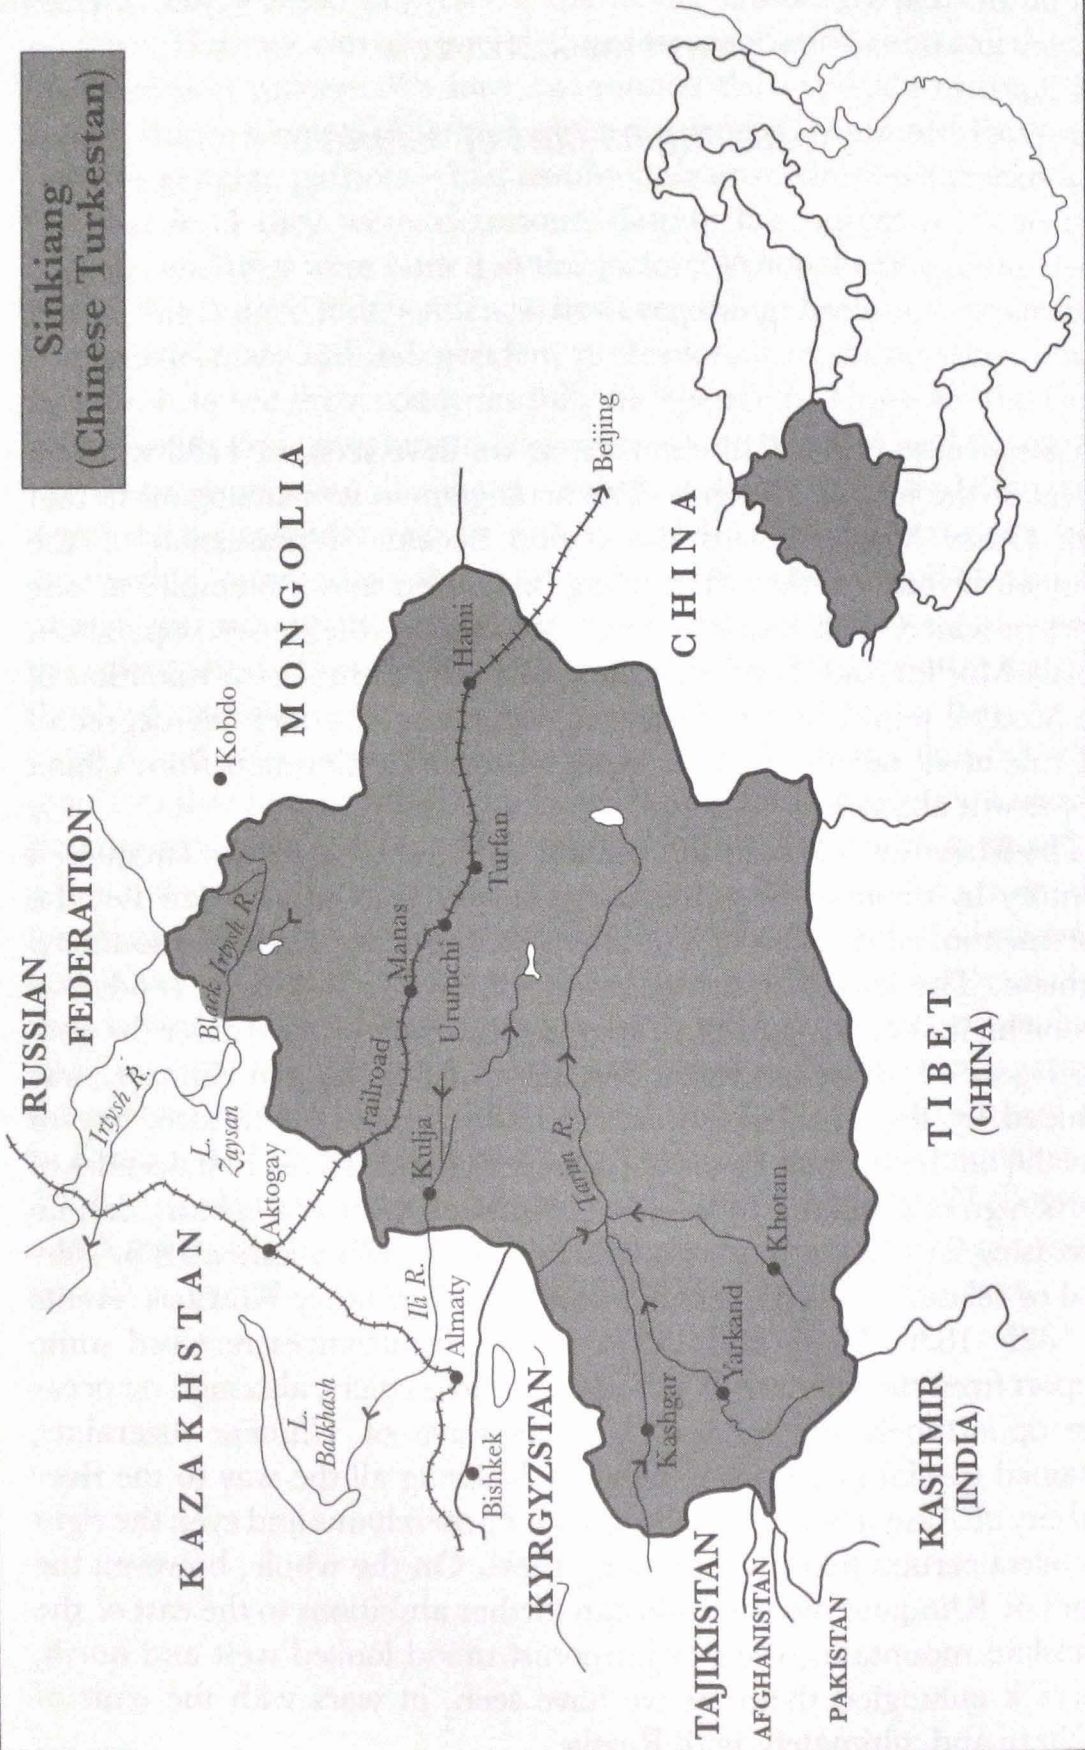 Sinkiang
(Chinese Turkestan)
RUSSIAN
FEDERATION
Kobdo
MONGOLIA
KAZAKHSTAN
Irtysh R.
Black Irtysh R.
L.
Zaysan
Aktogay
railroad
Manas
Urumchi
Turfan
Hami
Beijing
L.
Balkhash
Ili R.
Kulja
Almaty
Bishkek
KYRGYZSTAN
Tarim R.
Kashgar
Yarkand
Khotan
TAJIKISTAN
AFGHANISTAN
PAKISTAN
KASHMIR
(INDIA)
TIBET
(CHINA)
CHINA